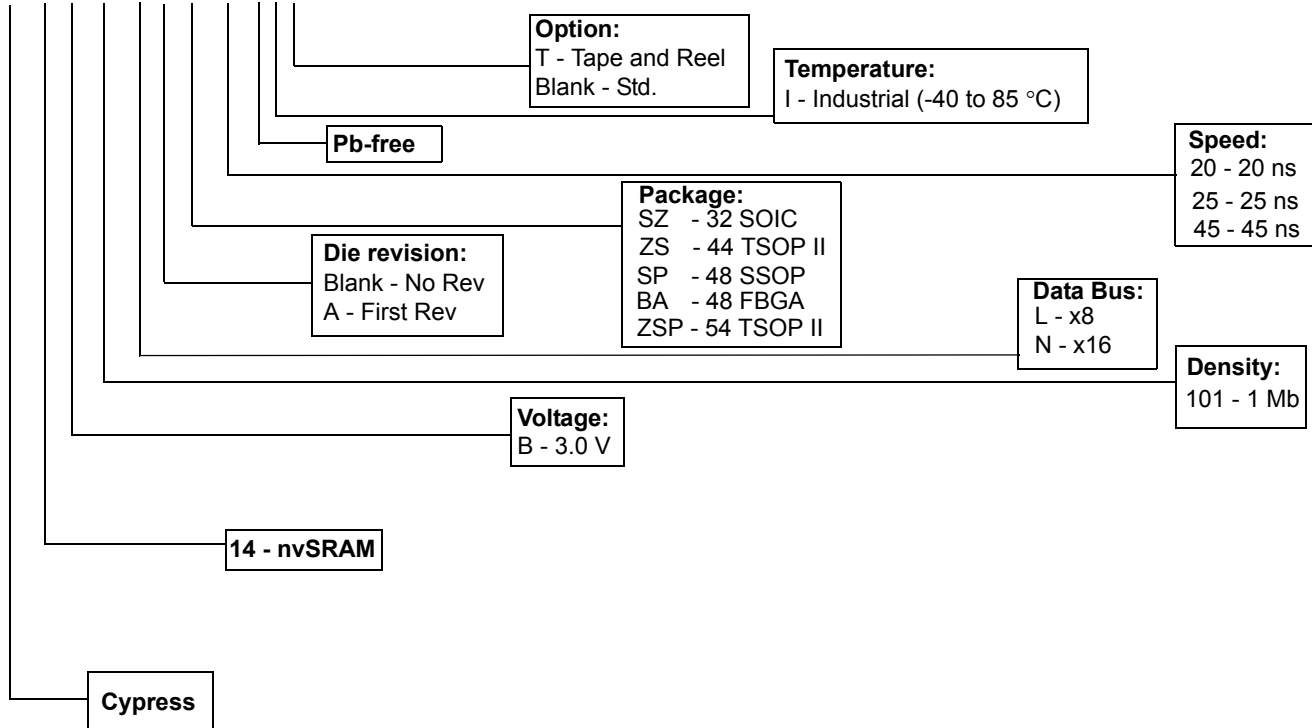 Option:
T - Tape and Reel
Blank - Std.
Temperature:
I - Industrial (-40 to 85 °C)
Pb-free
Speed:
20 - 20 ns
25 - 25 ns
45 - 45 ns
Package:
SZ - 32 SOIC
ZS - 44 TSOP II
SP - 48 SSOP
BA - 48 FBGA
ZSP - 54 TSOP II
Die revision:
Blank - No Rev
A - First Rev
Data Bus:
L - x8
N - x16
Density:
101 - 1 Mb
Voltage:
B - 3.0 V
14 - nvSRAM
Cypress